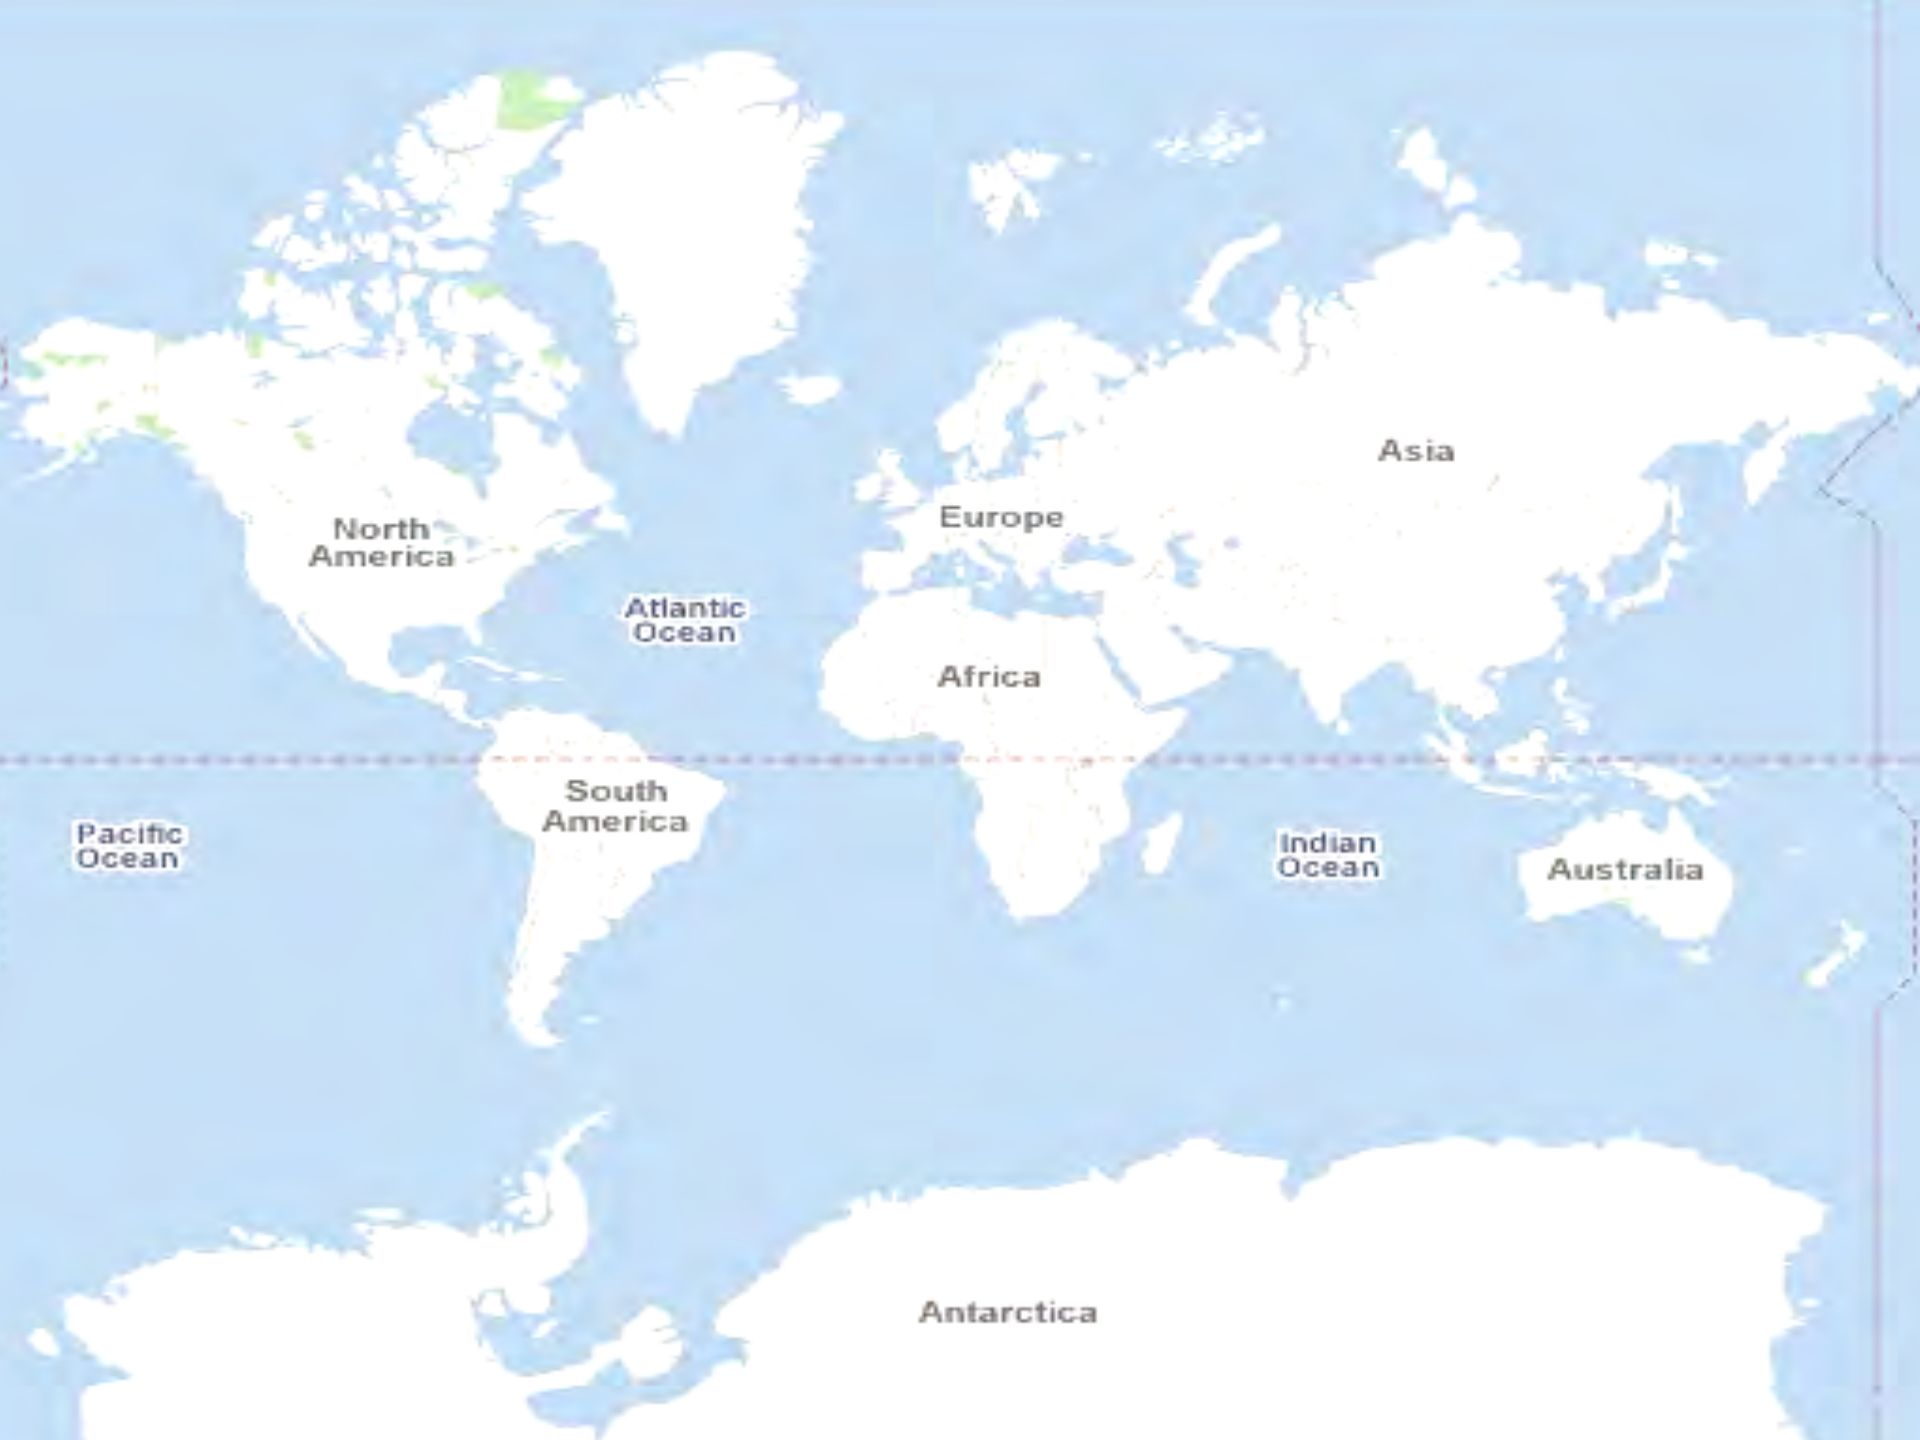 Asia
Europe
North
America
Atlantic
Ocean
Africa
South
America
Pacific
Ocean
Indian
Ocean
Australia
Antarctica